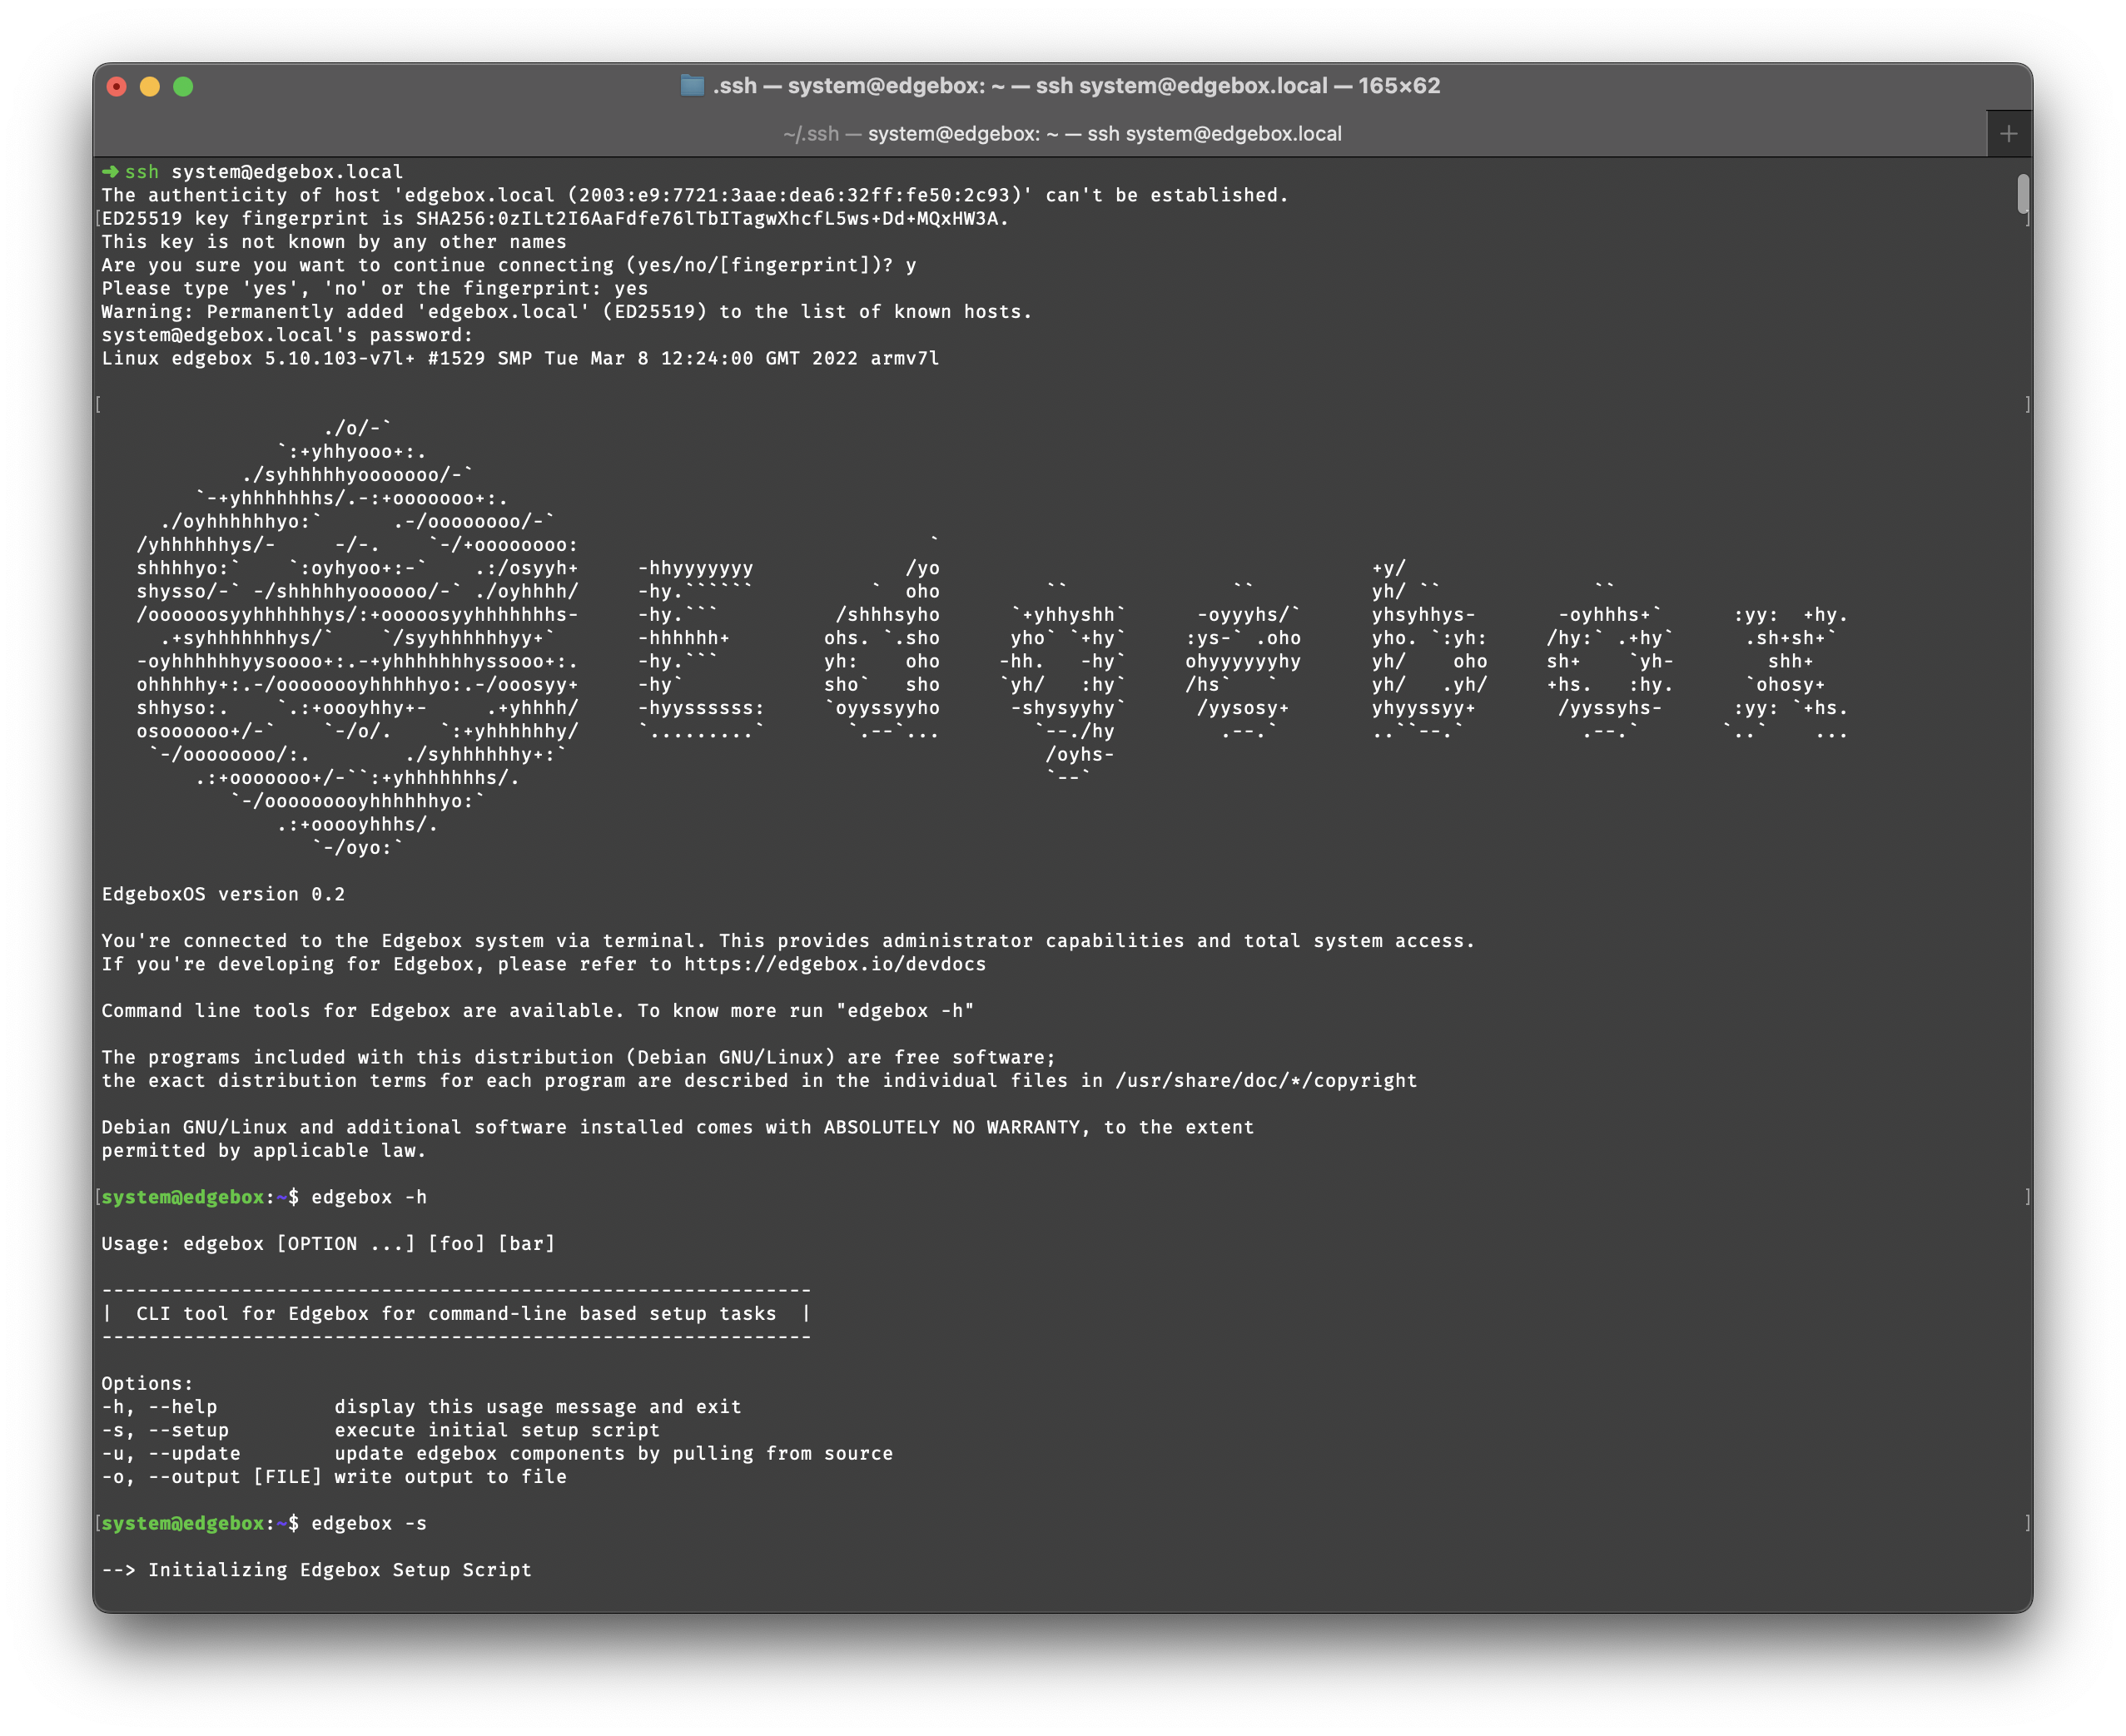 .ssh — system@edgebox: ~ — ssh system@edgebox.local — 165×62
~/.ssh — system@edgebox: ~ — ssh system@edgebox.local
➜ ssh system@edgebox.local
The authenticity of host 'edgebox.local (2003:e9:7721:3aae:dea6:32ff:fe50:2c93)' can't be established.
ED25519 key fingerprint is SHA256:0zILt2I6AaFdfe76lTbITagwXhcfL5ws+Dd+MQxHW3A.
This key is not known by any other names
Are you sure you want to continue connecting (yes/no/[fingerprint])? y
Please type 'yes', 'no' or the fingerprint: yes
Warning: Permanently added 'edgebox.local' (ED25519) to the list of known hosts.
system@edgebox.local's password:
Linux edgebox 5.10.103-v7l+ #1529 SMP Tue Mar 8 12:24:00 GMT 2022 armv7l
Edgebox
EdgeboxOS version 0.2
You're connected to the Edgebox system via terminal. This provides administrator capabilities and total system access.
If you're developing for Edgebox, please refer to https://edgebox.io/devdocs
Command line tools for Edgebox are available. To know more run "edgebox -h"
The programs included with this distribution (Debian GNU/Linux) are free software;
the exact distribution terms for each program are described in the individual files in /usr/share/doc/*/copyright
Debian GNU/Linux and additional software installed comes with ABSOLUTELY NO WARRANTY, to the extent
permitted by applicable law.
system@edgebox:~$ edgebox -h
Usage: edgebox [OPTION ...] [foo] [bar]
-------------------------------------------------------------
|  CLI tool for Edgebox for command-line based setup tasks  |
-------------------------------------------------------------
Options:
-h, --help          display this usage message and exit
-s, --setup         execute initial setup script
-u, --update        update edgebox components by pulling from source
-o, --output [FILE] write output to file
system@edgebox:~$ edgebox -s
--> Initializing Edgebox Setup Script